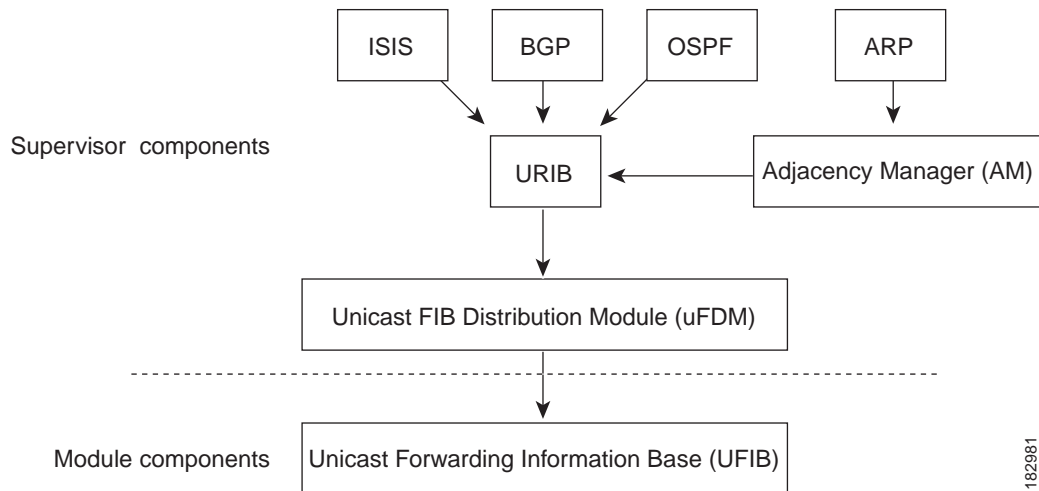 ISIS
BGP
OSPF
ARP
Supervisor components
URIB
Adjacency Manager (AM)
Unicast FIB Distribution Module (uFDM)
Module components
Unicast Forwarding Information Base (UFIB)
182981